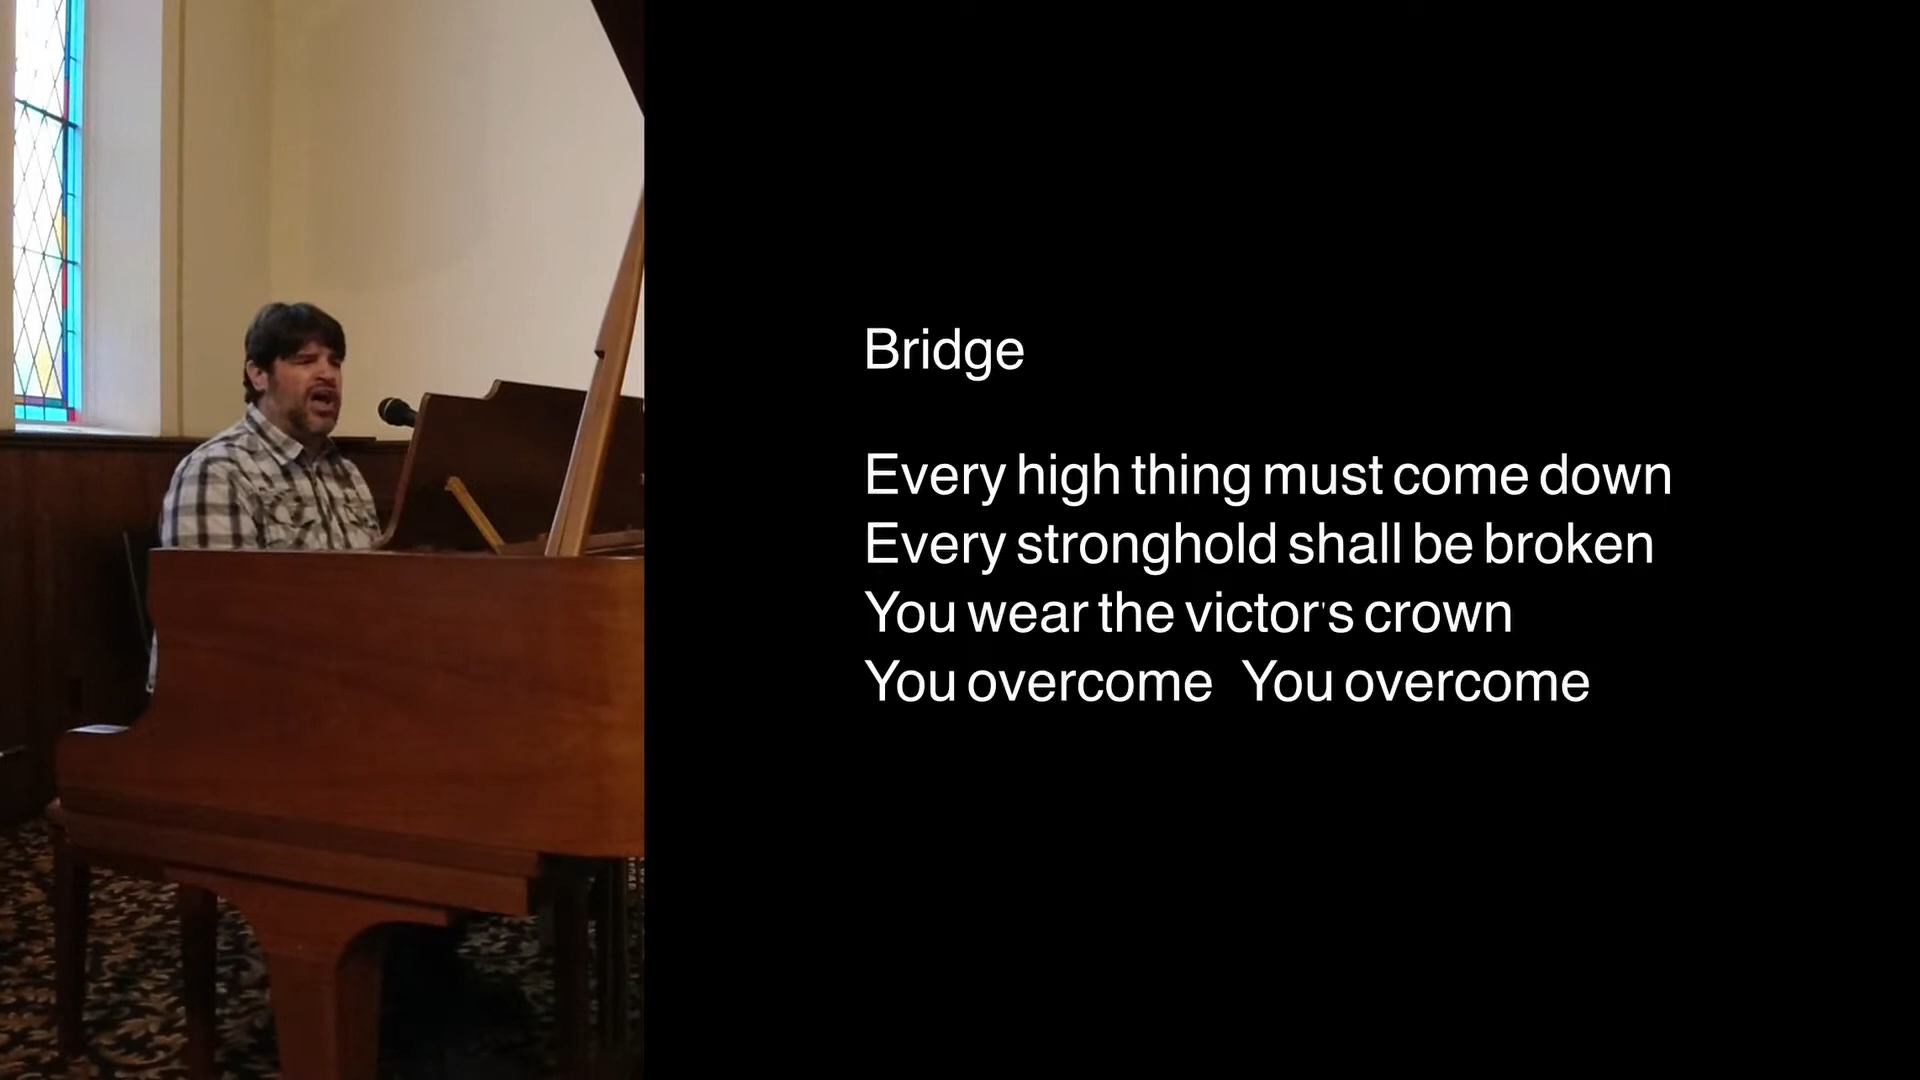 Bridge
Every high thing must come down
Every stronghold shall be broken
You wear the victor's crown
You overcome You overcome